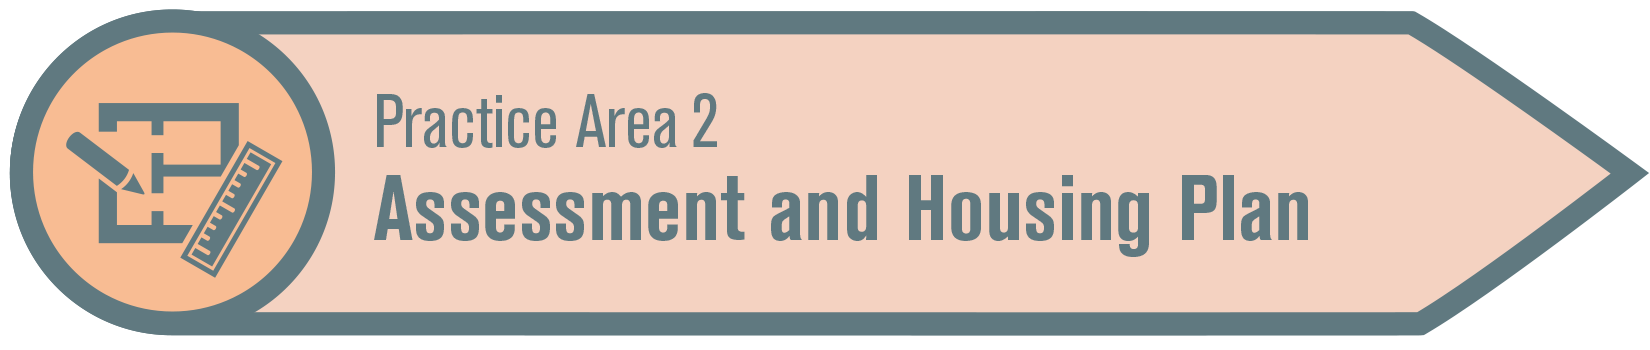 Practice Area 2
Assessment and Housing Plan